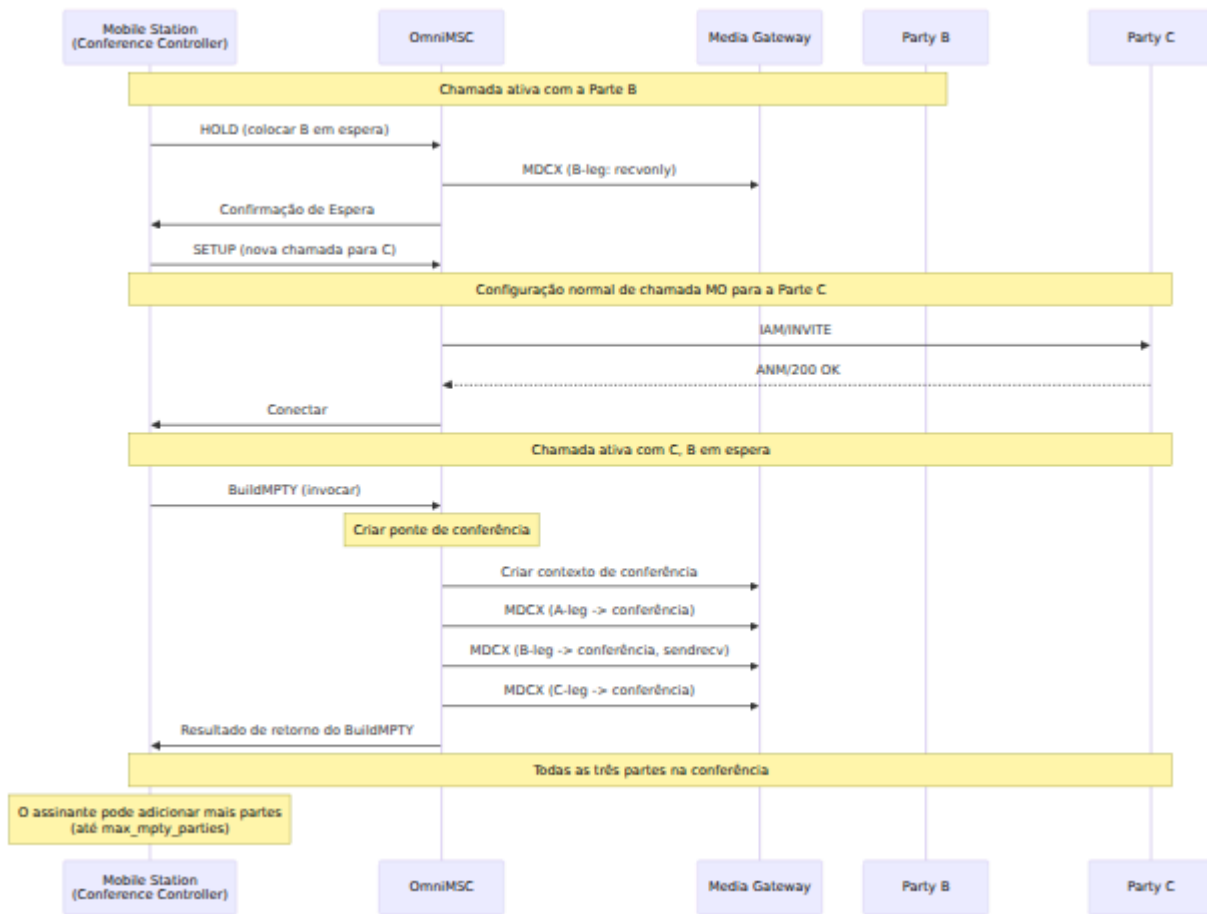 Mobile Station
(Conference Controller)
OmniMSC
Media Gateway
Party B
Party C
Chamada ativa com a Parte B
HOLD (colocar B em espera)
MDCX (B-leg: recvonly)
Confirmação de Espera
SETUP (nova chamada para C)
Configuração normal de chamada MO para a Parte C
IAM/INVITE
ANM/200 OK
Conectar
Chamada ativa com C, B em espera
BuildMPTY (invocar)
Criar ponte de conferência
Criar contexto de conferência
MDCX (A-leg -> conferência)
MDCX (B-leg -> conferência, sendrecv)
MDCX (C-leg -> conferência)
Resultado de retorno do BuildMPTY
Todas as três partes na conferência
O assinante pode adicionar mais partes
(até max_mpty_parties)
Mobile Station
(Conference Controller)
OmniMSC
Media Gateway
Party B
Party C